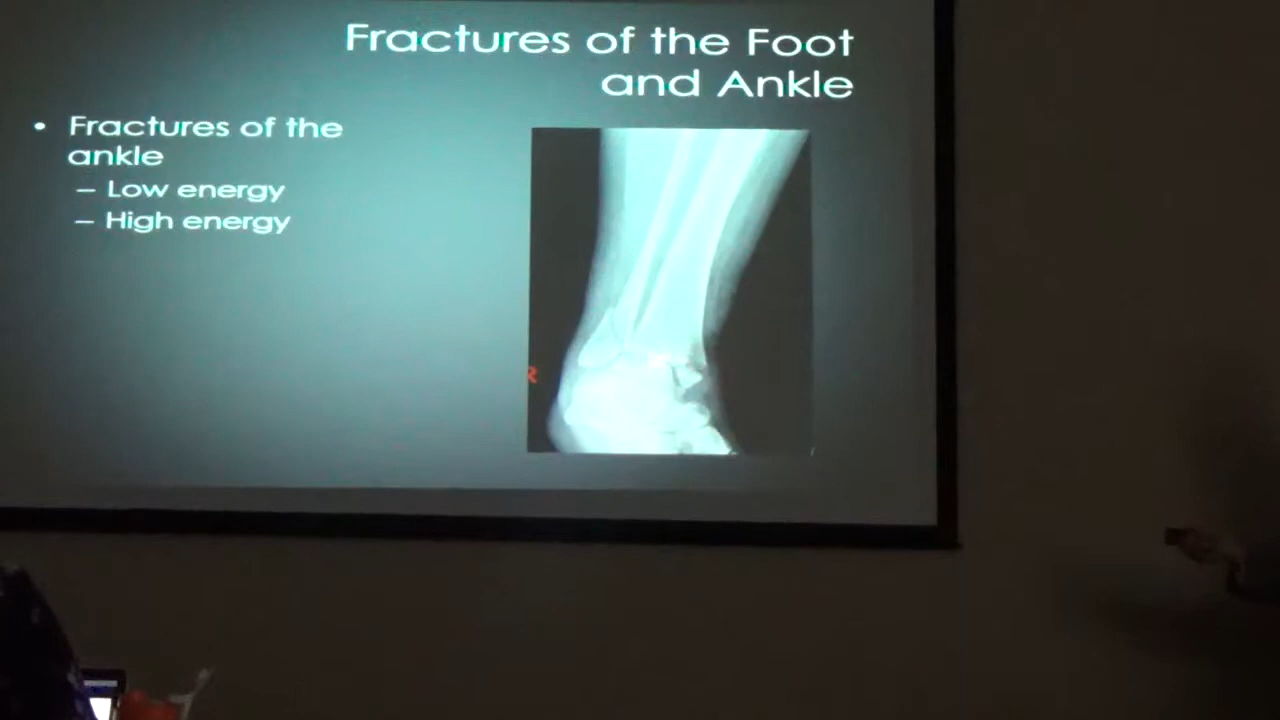 Fractures of the Foot
and Ankle
• Fractures of the
ankle
– Low energy
– High energy
R